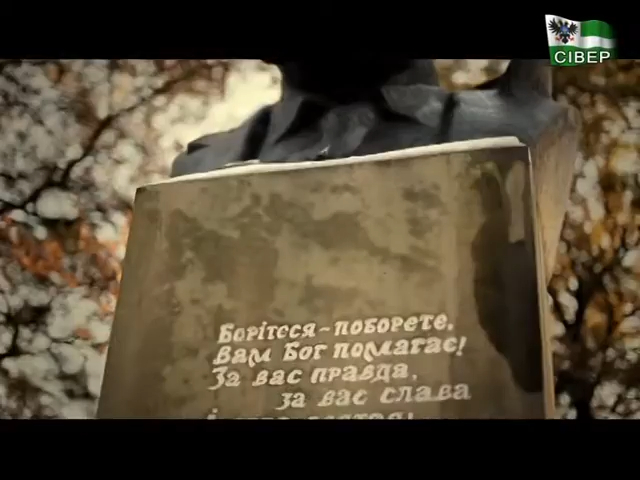 СІВЕР
Борітеся - поборете,
вам Бог помагає!
За вас правда,
за вас слава
і